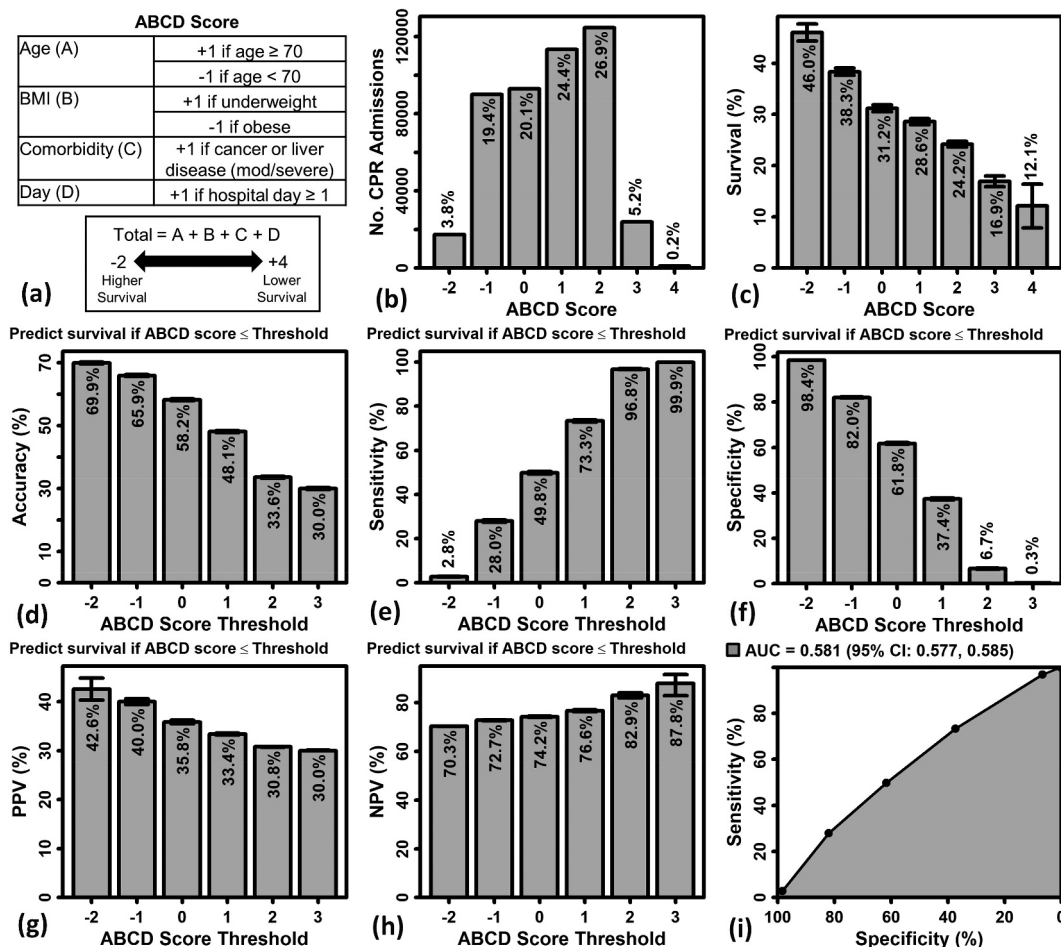 ABCD Score
Age (A)
+1 if age ≥ 70
-1 if age < 70
BMI (B)
+1 if underweight
-1 if obese
Comorbidity (C)
+1 if cancer or liver
disease (mod/severe)
Day (D)
+1 if hospital day ≥ 1
Total = A + B + C + D
-2
+4
Higher
Survival
Lower
Survival
(a)
No. CPR Admissions
0
40000
80000
120000
3.8%
19.4%
20.1%
24.4%
26.9%
5.2%
0.2%
-2 -1 0 1 2 3 4
ABCD Score
(b)
Survival (%)
0 10 20 30 40
46.0%
38.3%
31.2%
28.6%
24.2%
16.9%
12.1%
-2 -1 0 1 2 3 4
ABCD Score
(c)
Predict survival if ABCD score ≤ Threshold
Accuracy (%)
0 10 30 50 70
69.9%
65.9%
58.2%
48.1%
33.6%
30.0%
-2 -1 0 1 2 3
ABCD Score Threshold
(d)
Predict survival if ABCD score ≤ Threshold
Sensitivity (%)
0 20 40 60 80 100
2.8%
28.0%
49.8%
73.3%
96.8%
99.9%
-2 -1 0 1 2 3
ABCD Score Threshold
(e)
Predict survival if ABCD score ≤ Threshold
Specificity (%)
0 20 40 60 80 100
98.4%
82.0%
61.8%
37.4%
6.7%
0.3%
-2 -1 0 1 2 3
ABCD Score Threshold
(f)
Predict survival if ABCD score ≤ Threshold
PPV (%)
0 10 20 30 40
42.6%
40.0%
35.8%
33.4%
30.8%
30.0%
-2 -1 0 1 2 3
ABCD Score Threshold
(g)
Predict survival if ABCD score ≤ Threshold
NPV (%)
0 20 40 60 80
70.3%
72.7%
74.2%
76.6%
82.9%
87.8%
-2 -1 0 1 2 3
ABCD Score Threshold
(h)
AUC = 0.581 (95% CI: 0.577, 0.585)
Sensitivity (%)
0 20 40 60 80
100 80 60 40 20 0
Specificity (%)
(i)